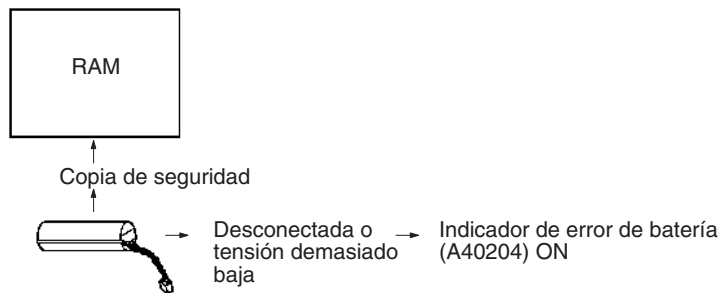 RAM
Copia de seguridad
Desconectada o
tensión demasiado
baja
Indicador de error de batería
(A40204) ON